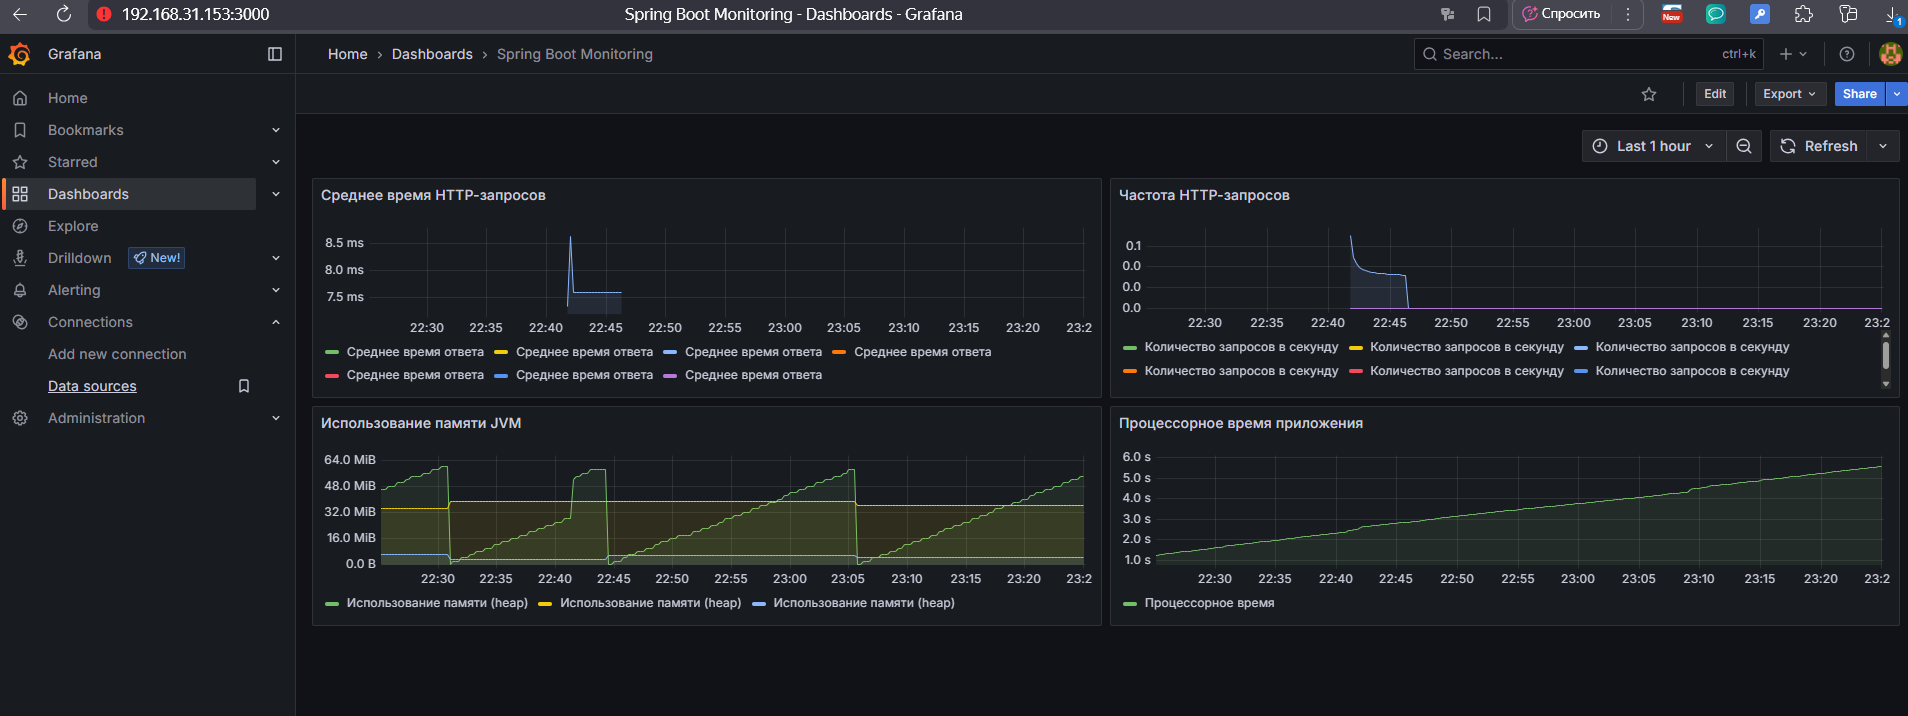 192.168.31.153:3000
Spring Boot Monitoring - Dashboards - Grafana
Спросить
New
1
Grafana
Home › Dashboards › Spring Boot Monitoring
Search...
ctrl+k
Edit
Export
Share
Home
Bookmarks
Starred
Dashboards
Explore
Drilldown
New!
Alerting
Connections
Add new connection
Data sources
Administration
Last 1 hour
Refresh
Среднее время HTTP-запросов
8.5 ms
8.0 ms
7.5 ms
22:30 22:35 22:40 22:45 22:50 22:55 23:00 23:05 23:10 23:15 23:20 23:2
Среднее время ответа Среднее время ответа Среднее время ответа Среднее время ответа
Среднее время ответа Среднее время ответа Среднее время ответа
Частота HTTP-запросов
0.1
0.0
0.0
0.0
22:30 22:35 22:40 22:45 22:50 22:55 23:00 23:05 23:10 23:15 23:20 23:2
Количество запросов в секунду Количество запросов в секунду Количество запросов в секунду
Количество запросов в секунду Количество запросов в секунду Количество запросов в секунду
Использование памяти JVM
64.0 MiB
48.0 MiB
32.0 MiB
16.0 MiB
0.0 B
22:30 22:35 22:40 22:45 22:50 22:55 23:00 23:05 23:10 23:15 23:20 23:2
Использование памяти (heap) Использование памяти (heap) Использование памяти (heap)
Процессорное время приложения
6.0 s
5.0 s
4.0 s
3.0 s
2.0 s
1.0 s
22:30 22:35 22:40 22:45 22:50 22:55 23:00 23:05 23:10 23:15 23:20 23:2
Процессорное время